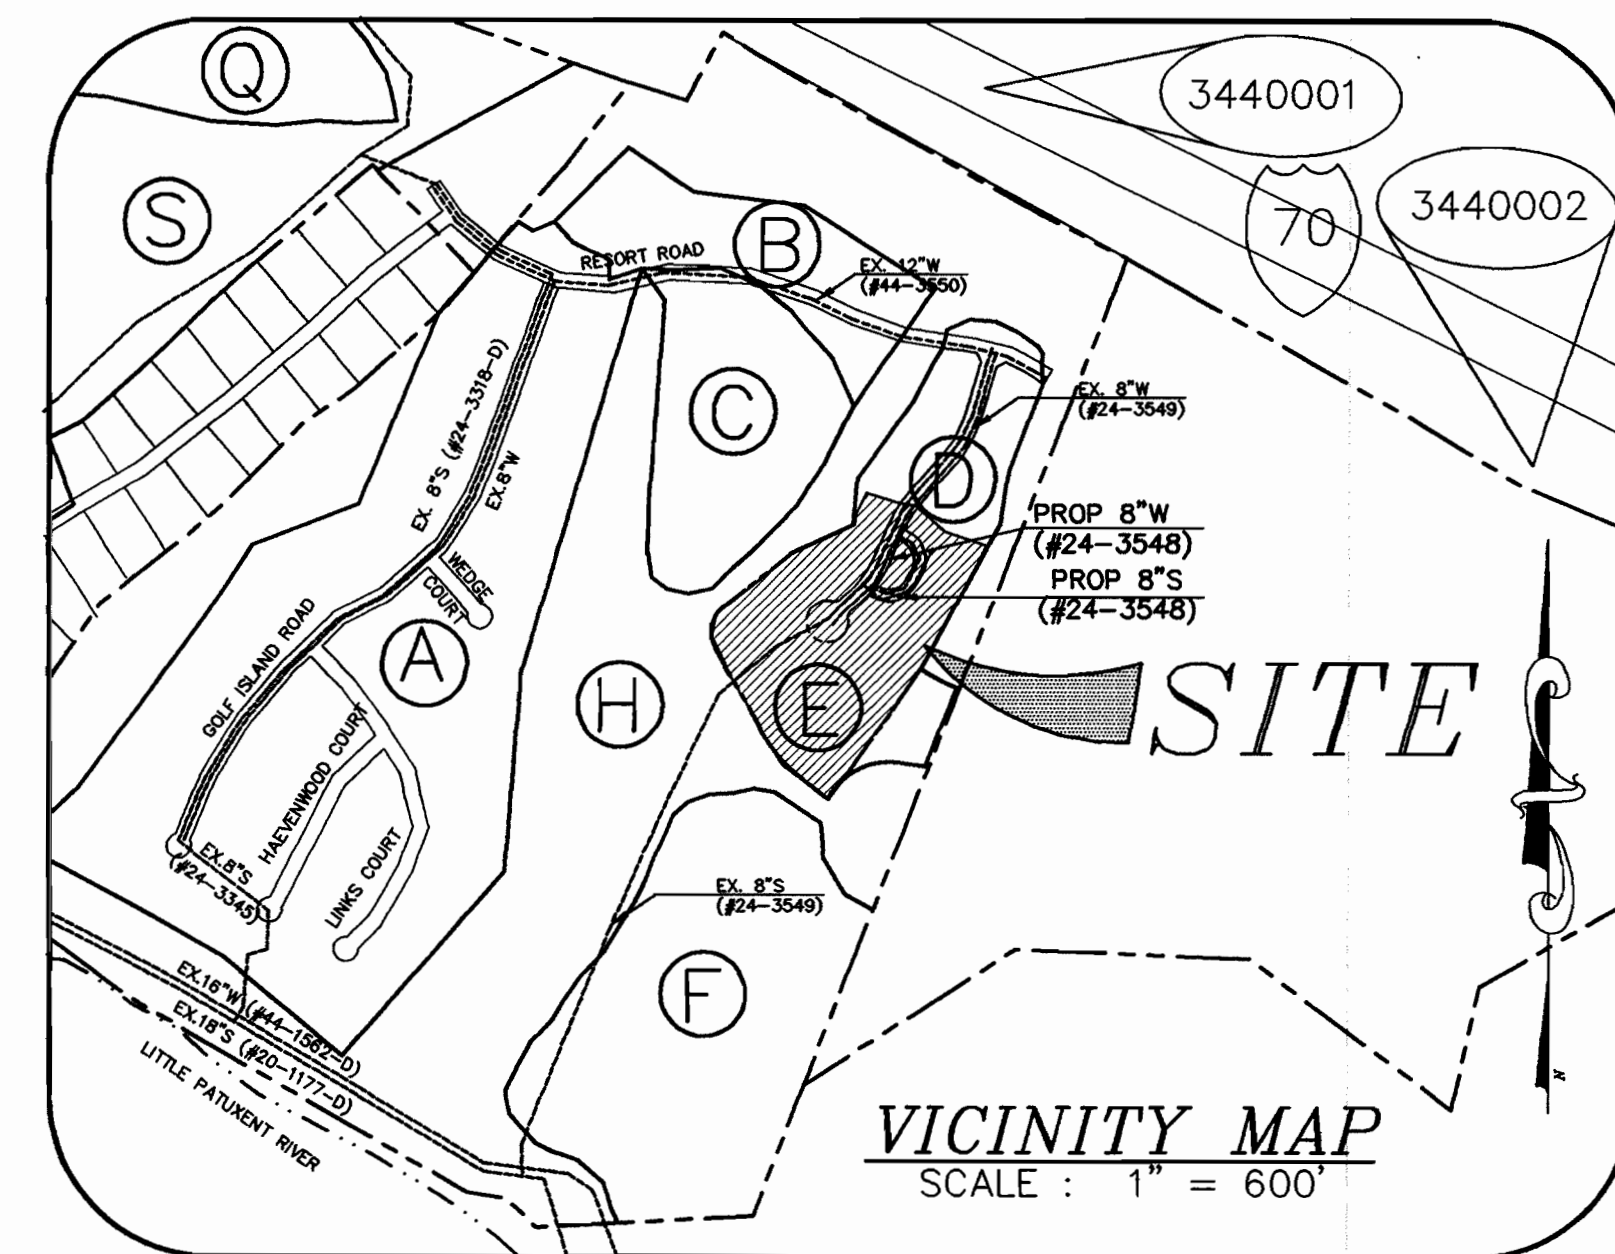 Q
3440001
3440002
70
S
B
RESORT ROAD
EX. 12"W
(#44-3550)
EX. 8"S (#24-3318-D)
EX.8"W
C
EX. 8"W
(#24-3549)
D
PROP 8"W
(#24-3548)
PROP 8"S
(#24-3548)
WEDGE
COURT
GOLF ISLAND ROAD
A
H
E
SITE
HAEVENWOOD COURT
LINKS COURT
EX.8"S
(#24-3345)
EX. 8"S
(#24-3549)
F
EX.16"W (#44-1562-D)
EX.18"S (#20-1177-D)
LITTLE PATUXENT RIVER
N
VICINITY MAP
SCALE : 1" = 600'